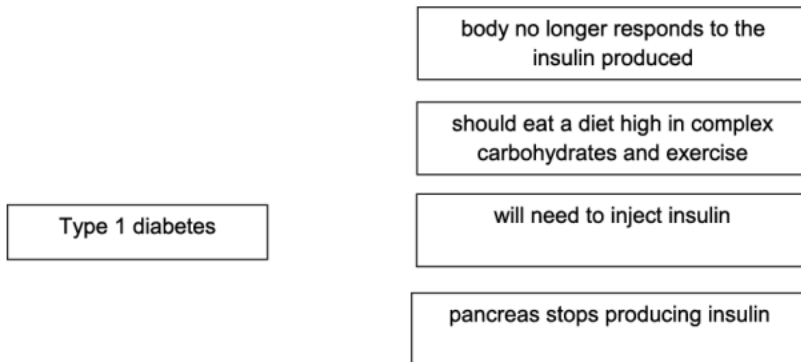 body no longer responds to the
insulin produced
should eat a diet high in complex
carbohydrates and exercise
Type 1 diabetes
will need to inject insulin
pancreas stops producing insulin